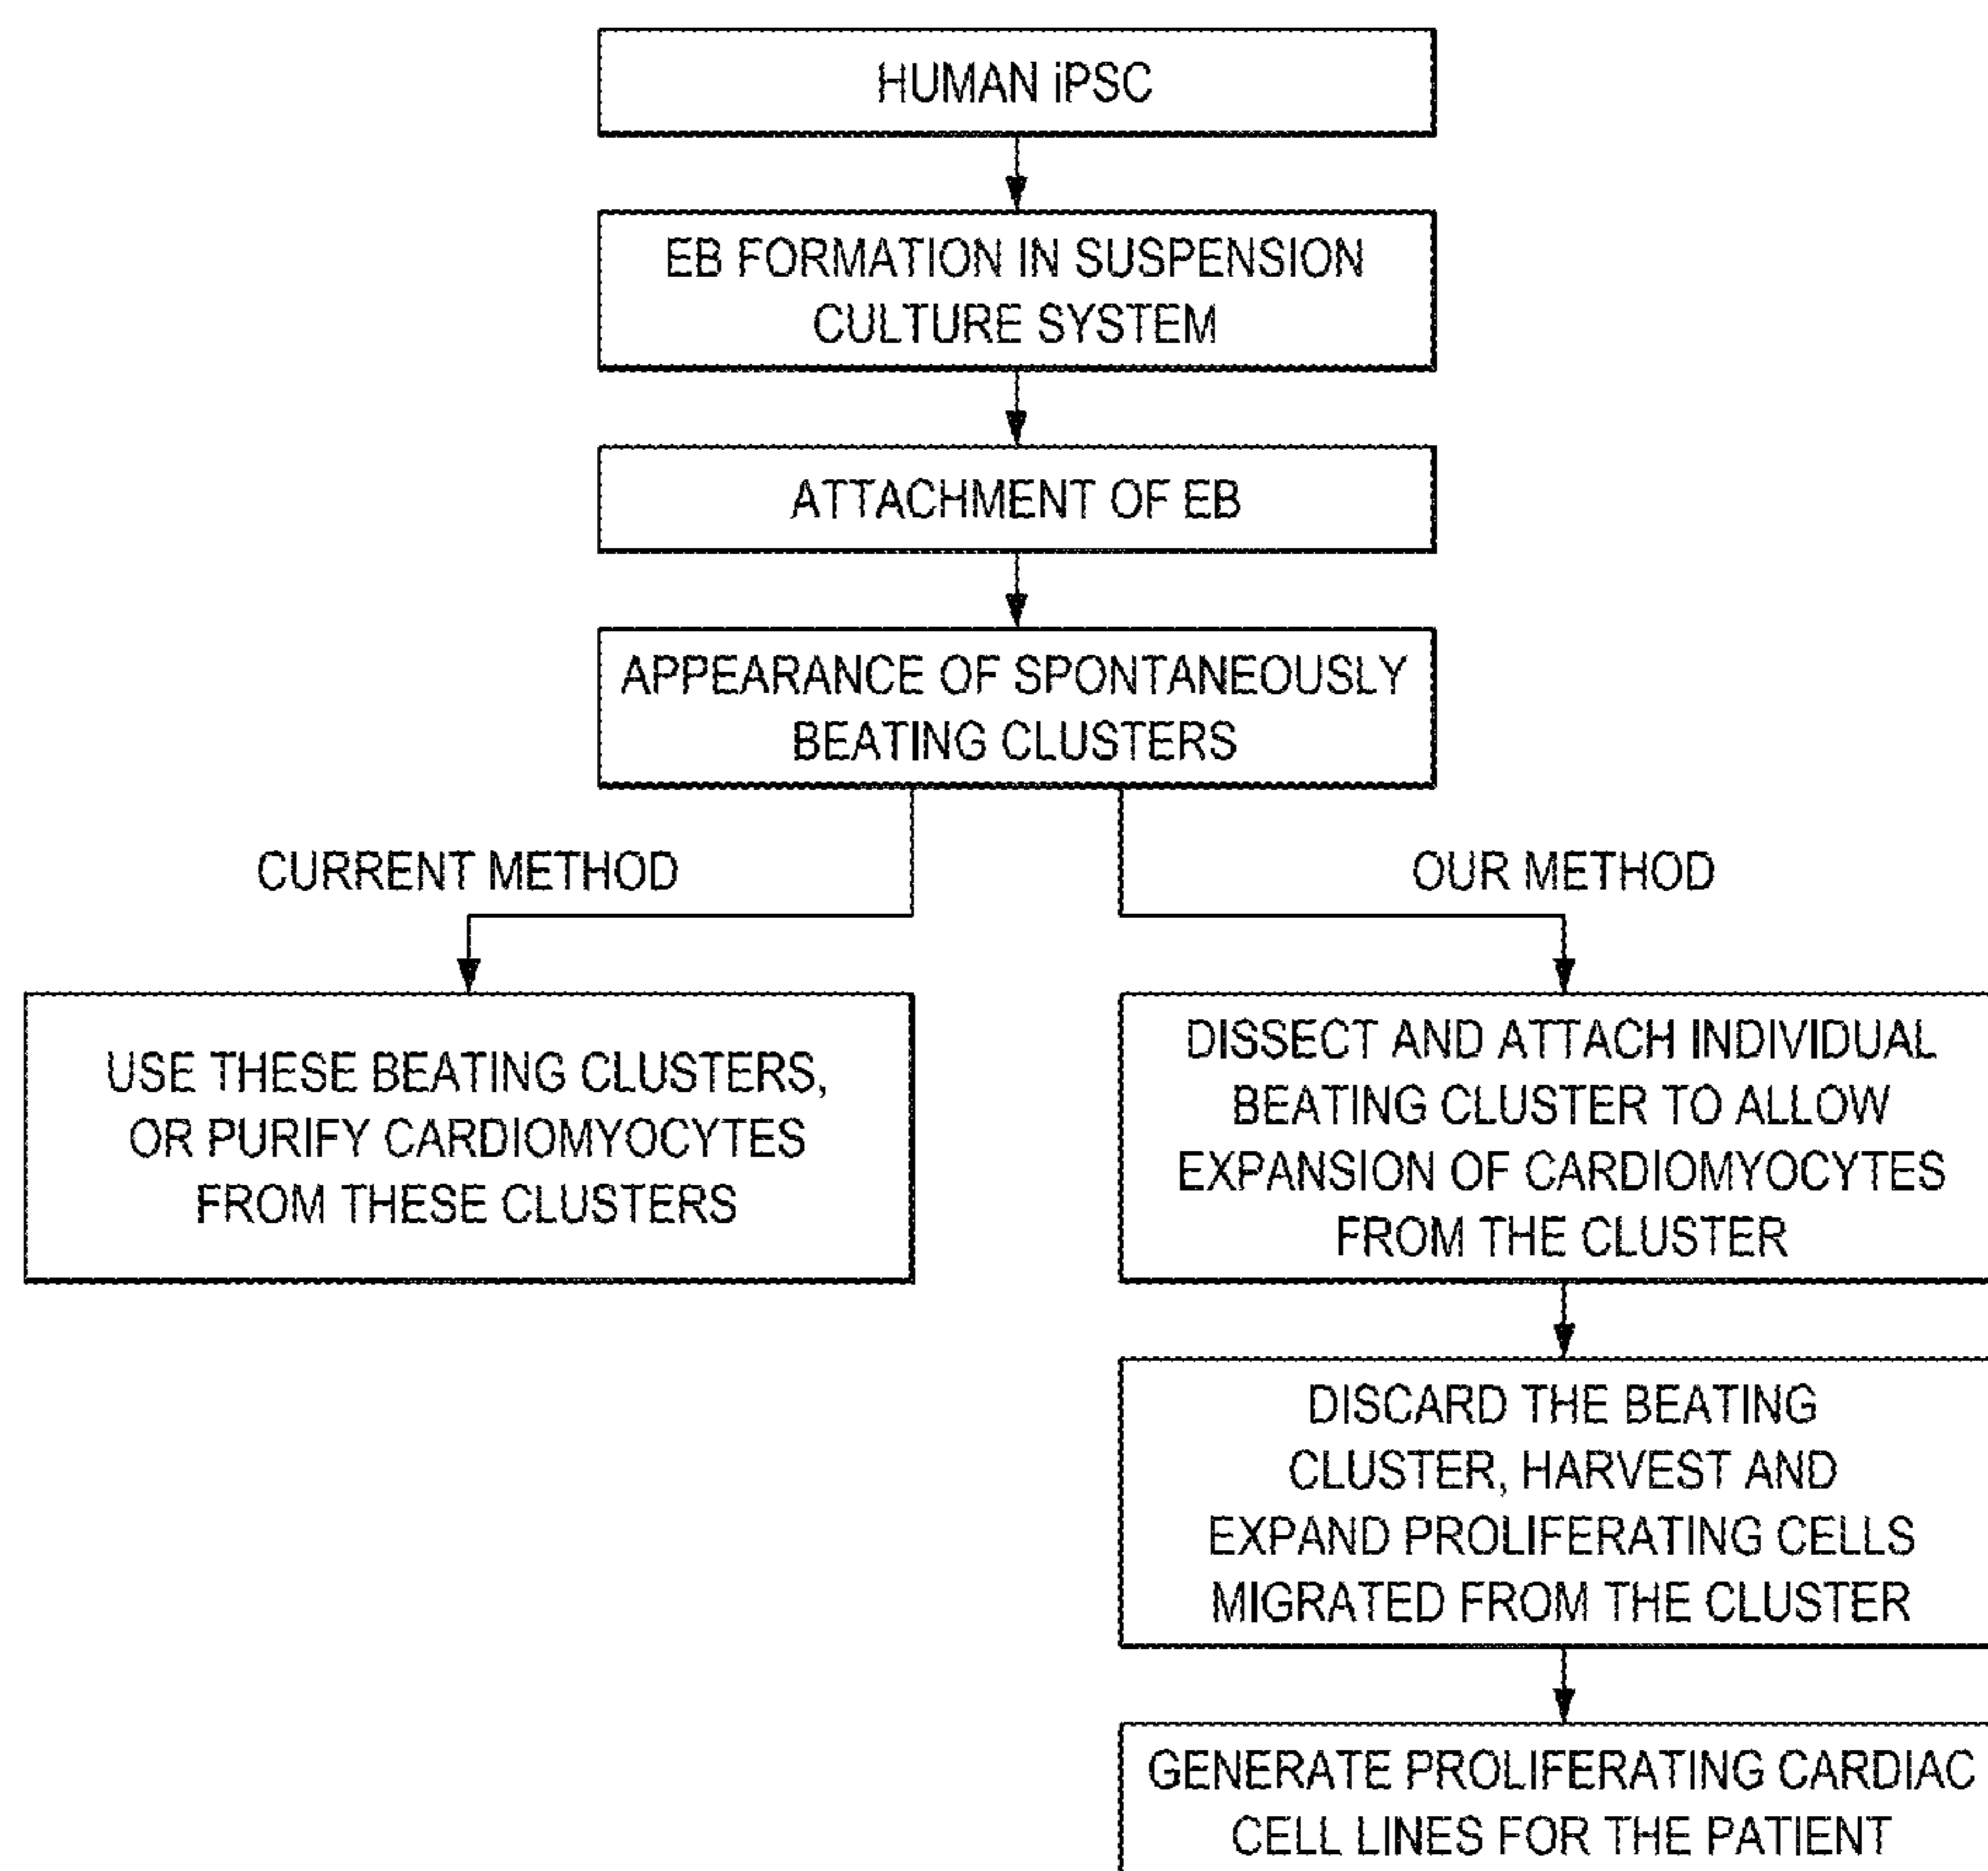 HUMAN iPSC
EB FORMATION IN SUSPENSION
CULTURE SYSTEM
ATTACHMENT OF EB
APPEARANCE OF SPONTANEOUSLY
BEATING CLUSTERS
CURRENT METHOD
OUR METHOD
USE THESE BEATING CLUSTERS,
OR PURIFY CARDIOMYOCYTES
FROM THESE CLUSTERS
DISSECT AND ATTACH INDIVIDUAL
BEATING CLUSTER TO ALLOW
EXPANSION OF CARDIOMYOCYTES
FROM THE CLUSTER
DISCARD THE BEATING
CLUSTER, HARVEST AND
EXPAND PROLIFERATING CELLS
MIGRATED FROM THE CLUSTER
GENERATE PROLIFERATING CARDIAC
CELL LINES FOR THE PATIENT